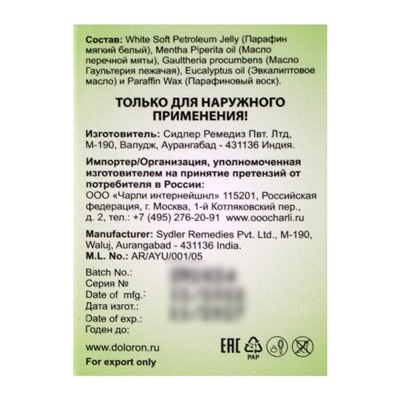 Состав: White Soft Petroleum Jelly (Парафин
мягкий белый), Mentha Piperita oil (Масло
перечной мяты), Gaultheria procumbens (Масло
Гаультерия лежачая), Eucalyptus oil (Эвкалиптовое
масло) и Paraffin Wax (Парафиновый воск).
ТОЛЬКО ДЛЯ НАРУЖНОГО
ПРИМЕНЕНИЯ!
Изготовитель: Сидлер Ремедиз Пвт. Лтд,
М-190, Валудж, Аурангабад - 431136 Индия.
Импортер/Организация, уполномоченная
изготовителем на принятие претензий от
потребителя в России:
ООО «Чарли интернейшнл» 115201, Российская
федерация, г. Москва, 1-й Котляковский пер.,
д. 2, тел.: +7 (495) 276-20-91 www.ooocharli.ru
Manufacturer: Sydler Remedies Pvt. Ltd., M-190,
Waluj, Aurangabad - 431136 India.
M.L. No.: AR/AYU/001/05
Batch No.:
Серия №
Date of mfg.:
Дата изгот.:
Date of expy.:
Годен до:
www.doloron.ru
For export only
EAC
21
PAP